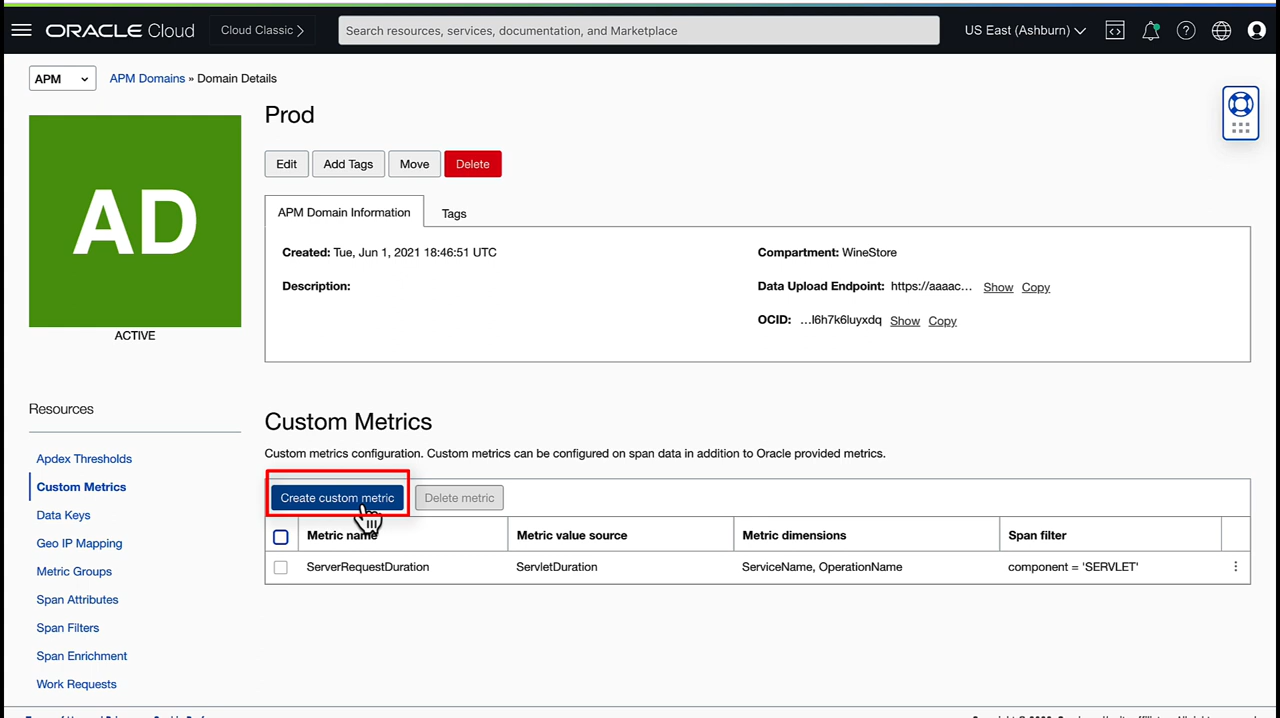 ORACLE Cloud
Cloud Classic
Search resources, services, documentation, and Marketplace
US East (Ashburn)
APM
APM Domains » Domain Details
AD
ACTIVE
Prod
Edit
Add Tags
Move
Delete
APM Domain Information
Tags
Created: Tue, Jun 1, 2021 18:46:51 UTC
Description:
Compartment: WineStore
Data Upload Endpoint: https://aaaac... Show Copy
OCID: ...l6h7k6luyxdq Show Copy
Resources
Apdex Thresholds
Custom Metrics
Data Keys
Geo IP Mapping
Metric Groups
Span Attributes
Span Filters
Span Enrichment
Work Requests
Custom Metrics
Custom metrics configuration. Custom metrics can be configured on span data in addition to Oracle provided metrics.
Create custom metric
Delete metric
Metric name
Metric value source
Metric dimensions
Span filter
ServerRequestDuration
ServletDuration
ServiceName, OperationName
component = 'SERVLET'